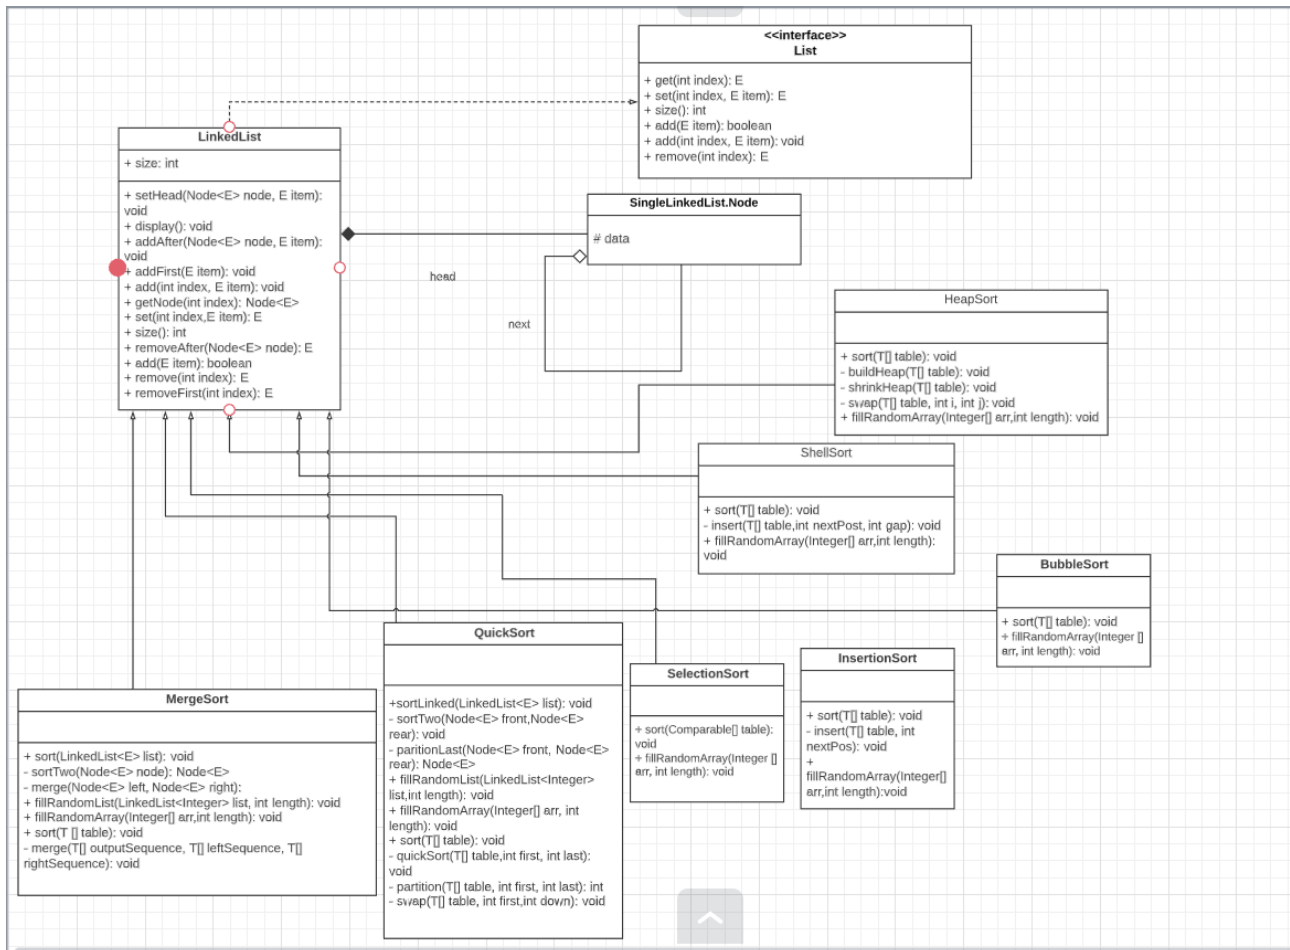 <<interface>>
List
+ get(int index): E
+ set(int index, E item): E
+ size(): int
+ add(E item): boolean
+ add(int index, E item): void
+ remove(int index): E
LinkedList
+ size: int
+ setHead(Node<E> node, E item):
void
+ display(): void
+ addAfter(Node<E> node, E item):
void
+ addFirst(E item): void
+ add(int index, E item): void
+ getNode(int index): Node<E>
+ set(int index,E item): E
+ size(): int
+ removeAfter(Node<E> node): E
+ add(E item): boolean
+ remove(int index): E
+ removeFirst(int index): E
SingleLinkedList.Node
# data
head
next
HeapSort
+ sort(T[] table): void
- buildHeap(T[] table): void
- shrinkHeap(T[] table): void
- swap(T[] table, int i, int j): void
+ fillRandomArray(Integer[] arr,int length): void
ShellSort
+ sort(T[] table): void
- insert(T[] table,int nextPost, int gap): void
+ fillRandomArray(Integer[] arr,int length):
void
BubbleSort
+ sort(T[] table): void
+ fillRandomArray(Integer []
arr, int length): void
QuickSort
+sortLinked(LinkedList<E> list): void
- sortTwo(Node<E> front,Node<E>
rear): void
- paritionLast(Node<E> front, Node<E>
rear): Node<E>
+ fillRandomList(LinkedList<Integer>
list,int length): void
+ fillRandomArray(Integer[] arr, int
length): void
+ sort(T[] table): void
- quickSort(T[] table,int first, int last):
void
- partition(T[] table, int first, int last): int
- swap(T[] table, int first,int down): void
SelectionSort
+ sort(Comparable[] table):
void
+ fillRandomArray(Integer []
arr, int length): void
InsertionSort
+ sort(T[] table): void
- insert(T[] table, int
nextPos): void
+
fillRandomArray(Integer[]
arr,int length):void
MergeSort
+ sort(LinkedList<E> list): void
- sortTwo(Node<E> node): Node<E>
- merge(Node<E> left, Node<E> right):
+ fillRandomList(LinkedList<Integer> list, int length): void
+ fillRandomArray(Integer[] arr,int length): void
+ sort(T [] table): void
- merge(T[] outputSequence, T[] leftSequence, T[]
rightSequence): void